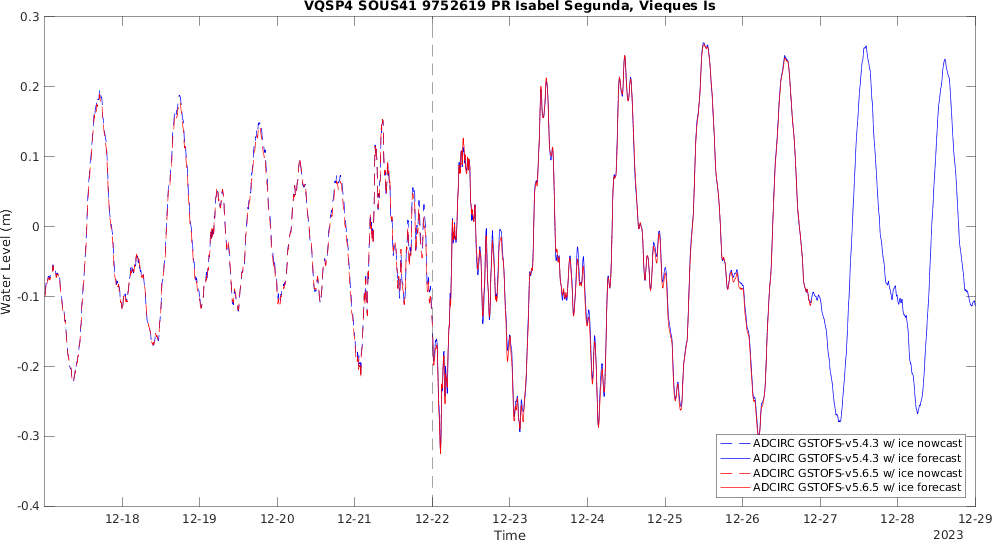 VQSP4 SOUS41 9752619 PR Isabel Segunda, Vieques Is
Water Level (m)
0.3
0.2
0.1
0
-0.1
-0.2
-0.3
-0.4
12-18 12-19 12-20 12-21 12-22 12-23 12-24 12-25 12-26 12-27 12-28 12-29
Time
2023
ADCIRC GSTOFS-v5.4.3 w/ ice nowcast
ADCIRC GSTOFS-v5.4.3 w/ ice forecast
ADCIRC GSTOFS-v5.6.5 w/ ice nowcast
ADCIRC GSTOFS-v5.6.5 w/ ice forecast